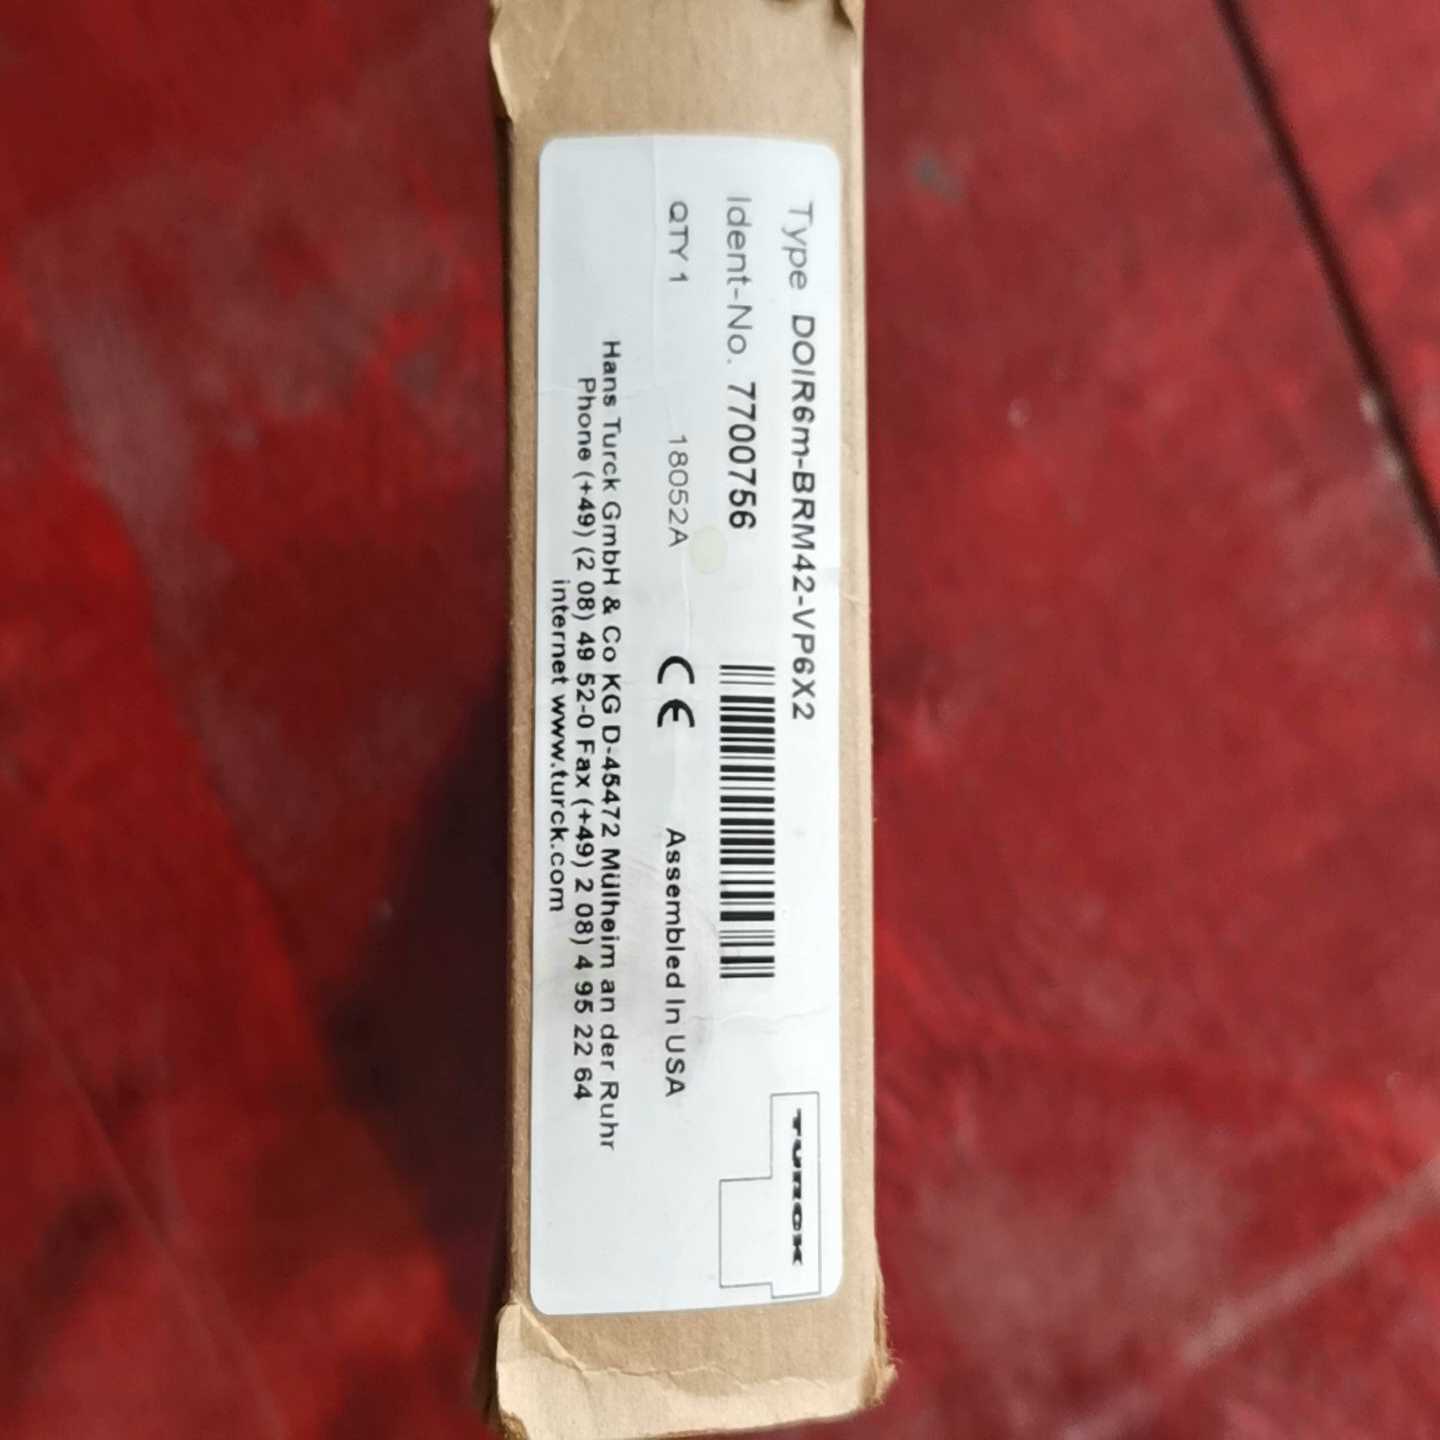 Type DOIR6m-BRM42-VP6X2
TURCK
Ident-No. 7700756
QTY 1 18052A CE Assembled In USA
Hans Turck GmbH & Co KG D-45472 Mülheim an der Ruhr
Phone (+49) (2 08) 49 52-0 Fax (+49) 2 08) 4 95 22 64
internet www.turck.com